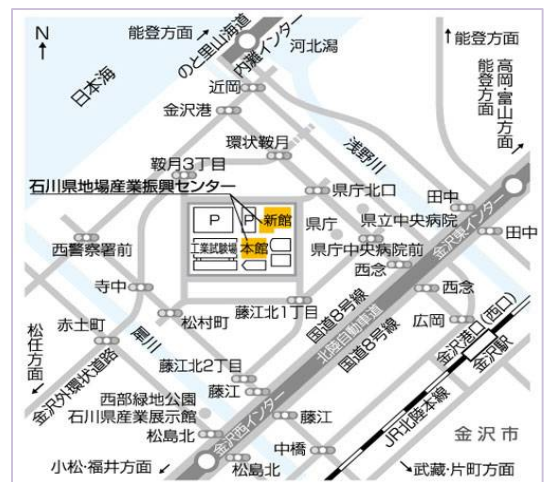 N
能登方面
のと里山海道
内灘インター
河北潟
能登方面
高岡・富山方面
能登方面
日本海
近岡
金沢港
浅野川
環状鞍月
鞍月3丁目
石川県地場産業振興センター
県庁北口
田中
P
P
新館
県庁
県立中央病院
田中
西警察署前
工業試験場
本館
県庁中央病院前
金沢東インター
西念
寺中
西念
藤江北1丁目
国道8号線
北陸自動車道
国道8号線
広岡
松任方面
赤土町
犀川
松村町
金沢港口(西口)
金沢駅
金沢外環状道路
藤江北2丁目
西部緑地公園
石川県産業展示館
藤江
藤江
JR北陸本線
金沢西インター
松島北
中橋
金沢市
小松・福井方面
松島北
武蔵・片町方面